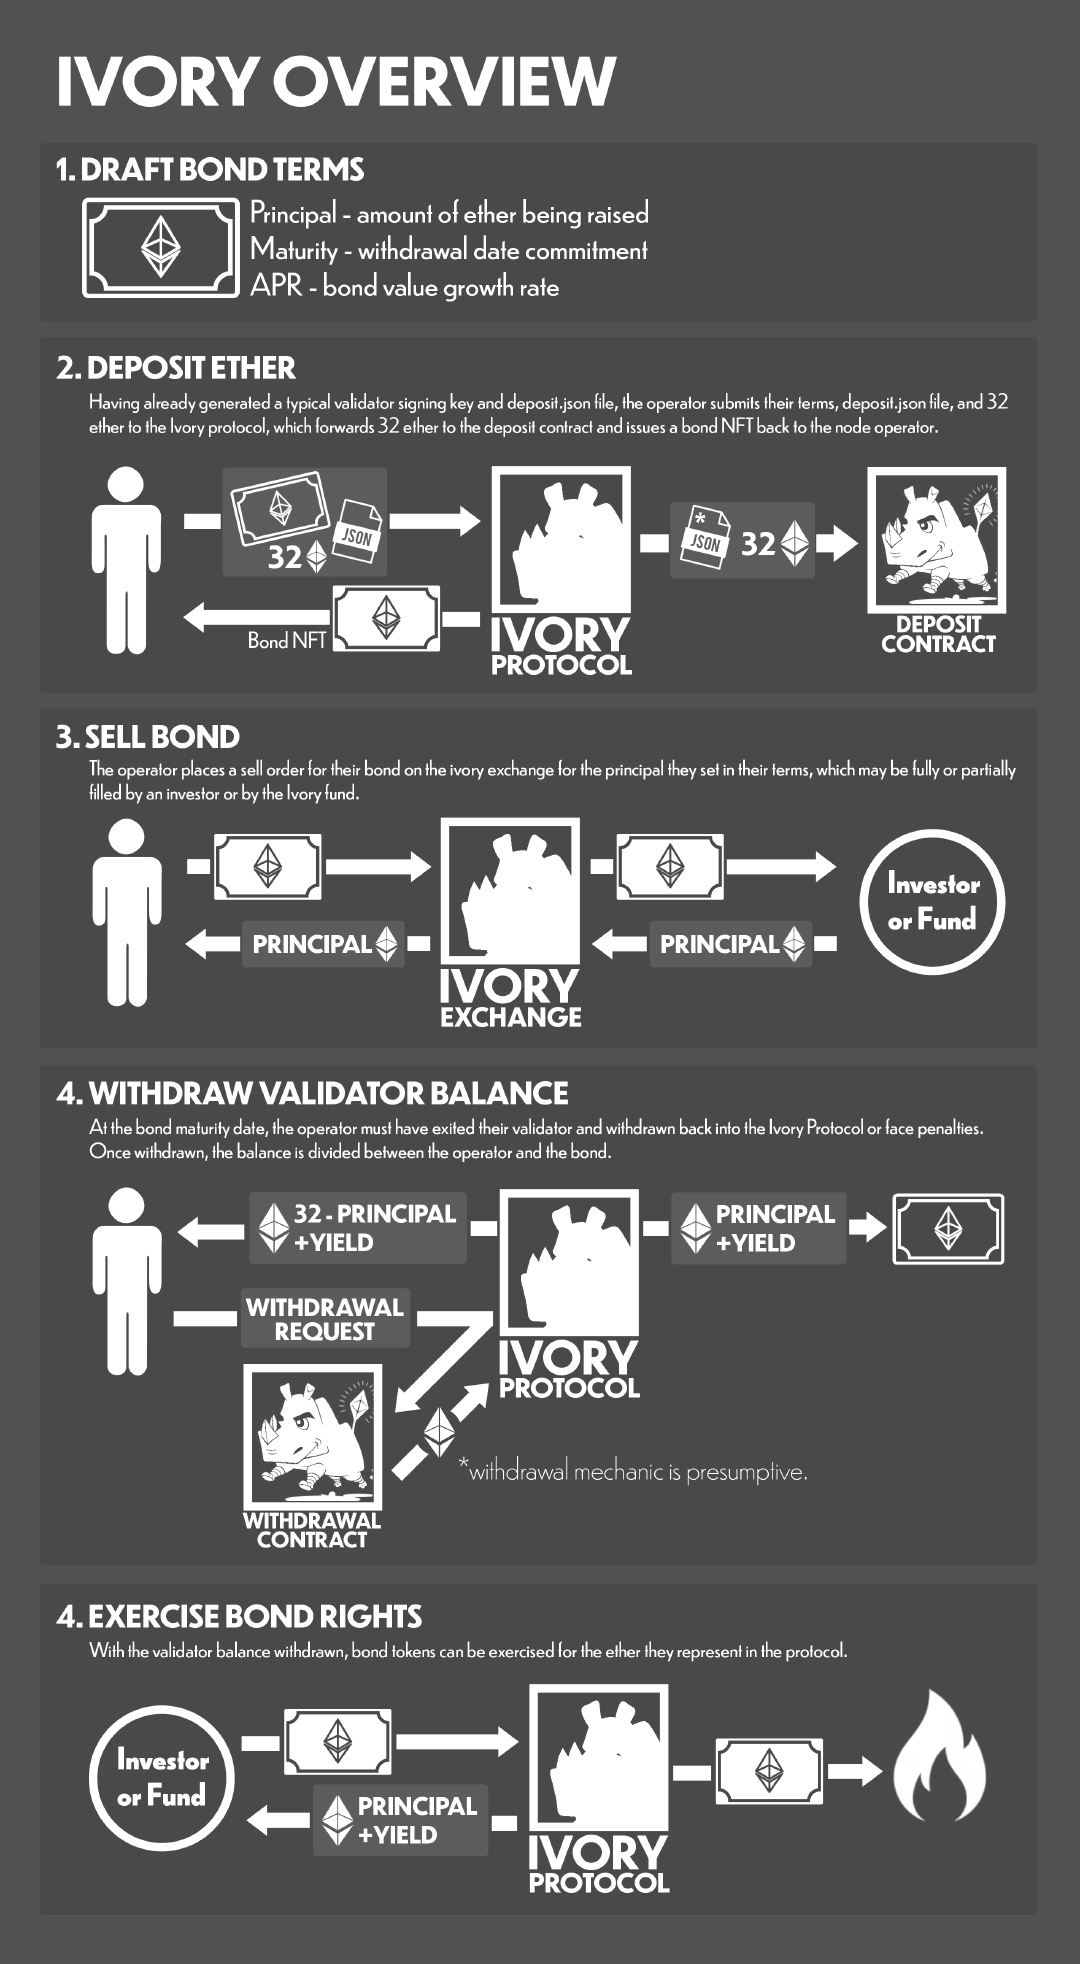 IVORY OVERVIEW
1. DRAFT BOND TERMS
Principal - amount of ether being raised
Maturity - withdrawal date commitment
APR - bond value growth rate
2. DEPOSIT ETHER
Having already generated a typical validator signing key and deposit.json file, the operator submits their terms, deposit.json file, and 32
ether to the Ivory protocol, which forwards 32 ether to the deposit contract and issues a bond NFT back to the node operator.
JSON
32
*
JSON
32
Bond NFT
IVORY
PROTOCOL
DEPOSIT
CONTRACT
3. SELL BOND
The operator places a sell order for their bond on the ivory exchange for the principal they set in their terms, which may be fully or partially
filled by an investor or by the Ivory fund.
Investor
or Fund
PRINCIPAL
PRINCIPAL
IVORY
EXCHANGE
4. WITHDRAW VALIDATOR BALANCE
At the bond maturity date, the operator must have exited their validator and withdrawn back into the Ivory Protocol or face penalties.
Once withdrawn, the balance is divided between the operator and the bond.
32 - PRINCIPAL
+YIELD
PRINCIPAL
+YIELD
WITHDRAWAL
REQUEST
IVORY
PROTOCOL
*withdrawal mechanic is presumptive.
WITHDRAWAL
CONTRACT
4. EXERCISE BOND RIGHTS
With the validator balance withdrawn, bond tokens can be exercised for the ether they represent in the protocol.
Investor
or Fund
PRINCIPAL
+YIELD
IVORY
PROTOCOL